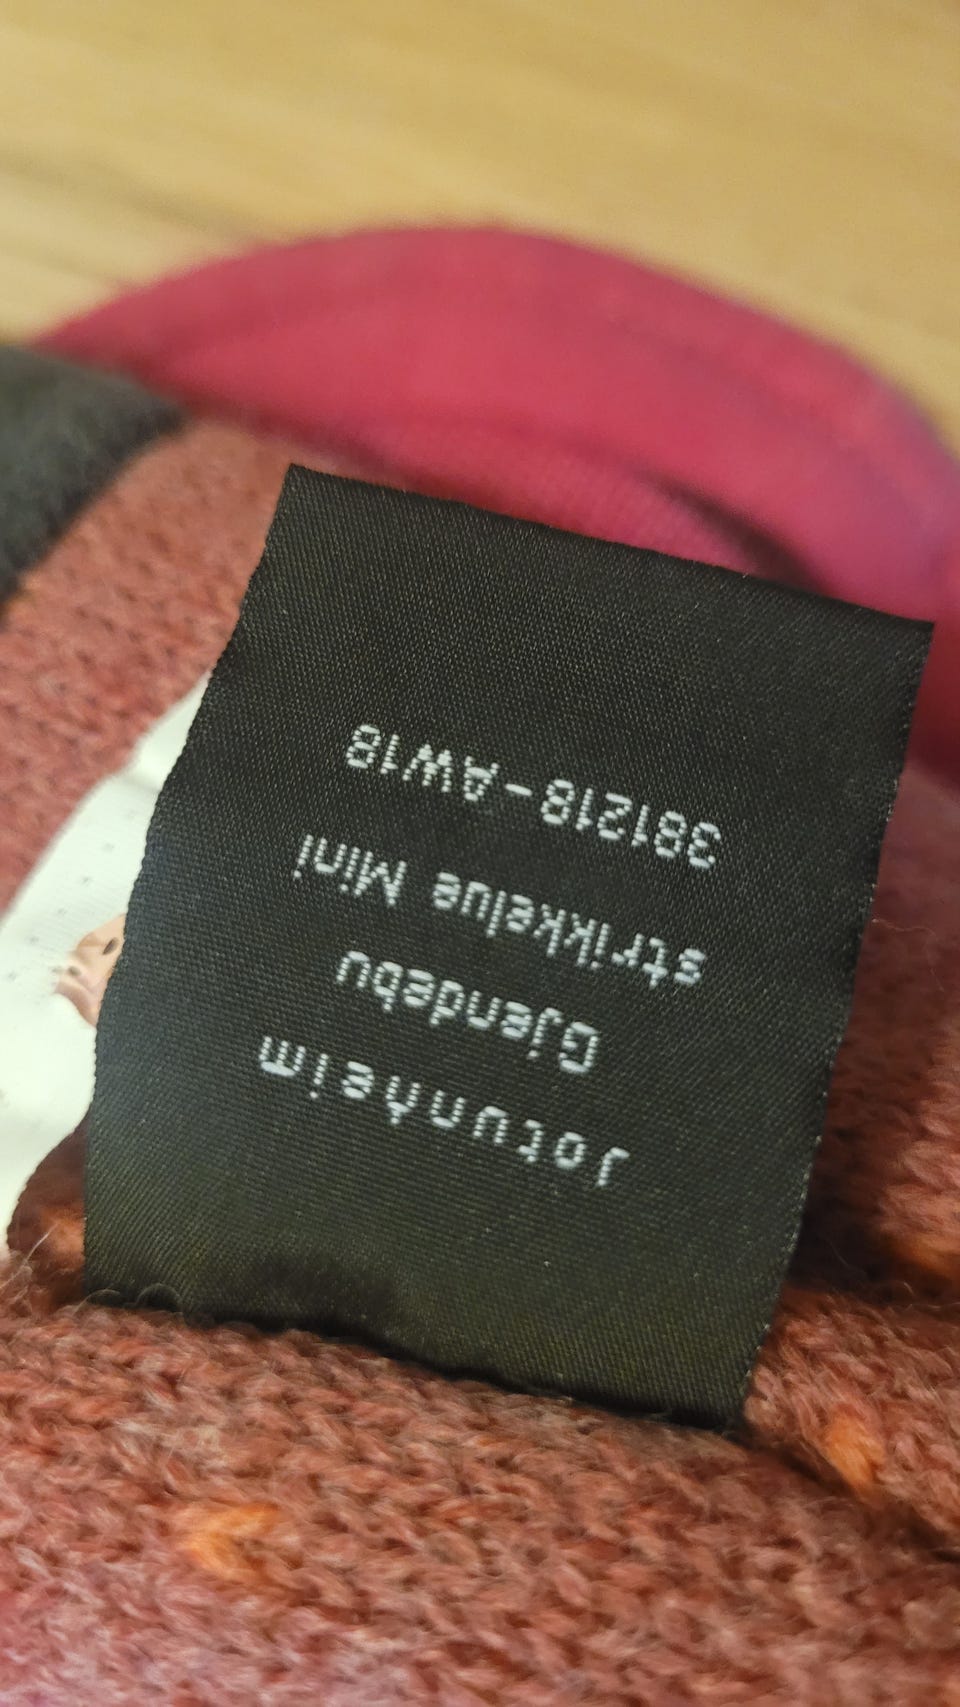 Jotunheim
Gjendebu
strikkelue Mini
381218-AW18